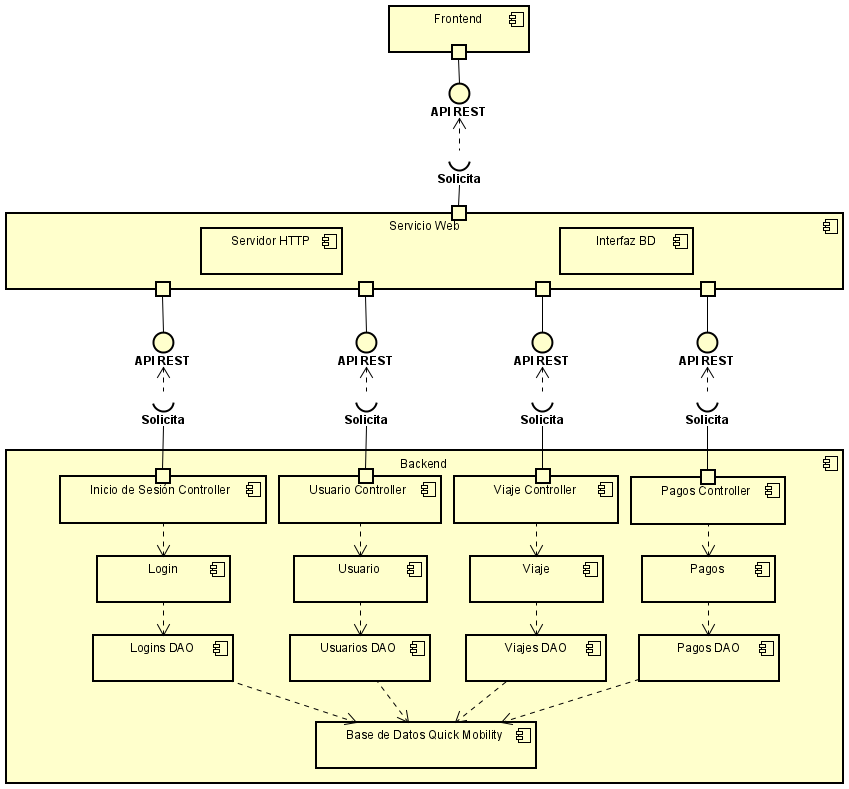 Frontend
API REST
Solicita
Servicio Web
Servidor HTTP
Interfaz BD
API REST
API REST
API REST
API REST
Solicita
Solicita
Solicita
Solicita
Backend
Inicio de Sesión Controller
Usuario Controller
Viaje Controller
Pagos Controller
Login
Usuario
Viaje
Pagos
Logins DAO
Usuarios DAO
Viajes DAO
Pagos DAO
Base de Datos Quick Mobility